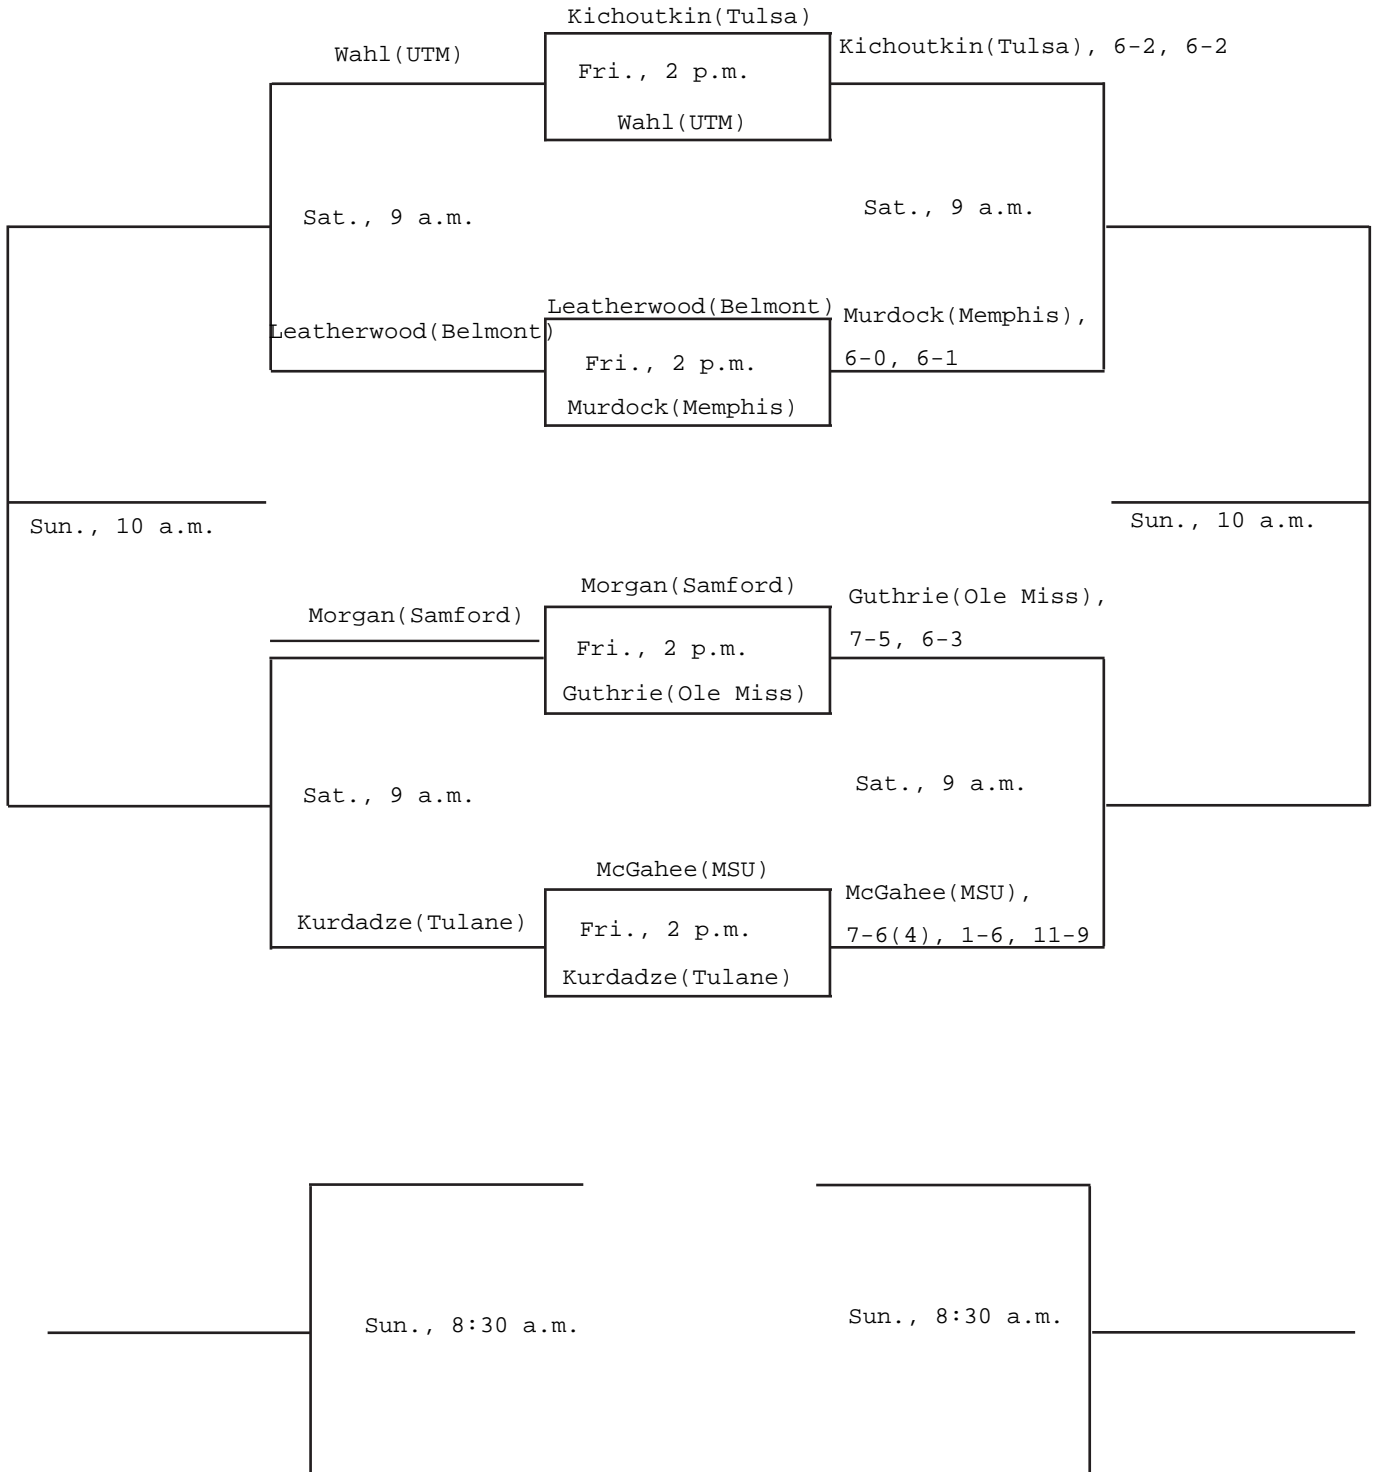 Kichoutkin(Tulsa)
Wahl(UTM)
Kichoutkin(Tulsa), 6-2, 6-2
Fri., 2 p.m.
Wahl(UTM)
Sat., 9 a.m.
Sat., 9 a.m.
Leatherwood(Belmont)
Leatherwood(Belmont)
Murdock(Memphis),
6-0, 6-1
Fri., 2 p.m.
Murdock(Memphis)
Sun., 10 a.m.
Sun., 10 a.m.
Morgan(Samford)
Morgan(Samford)
Guthrie(Ole Miss),
7-5, 6-3
Fri., 2 p.m.
Guthrie(Ole Miss)
Sat., 9 a.m.
Sat., 9 a.m.
McGahee(MSU)
Kurdadze(Tulane)
McGahee(MSU),
7-6(4), 1-6, 11-9
Fri., 2 p.m.
Kurdadze(Tulane)
Sun., 8:30 a.m.
Sun., 8:30 a.m.